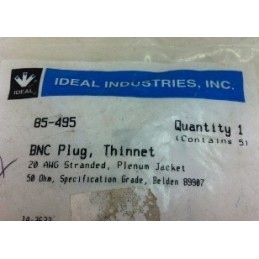 IDEAL INDUSTRIES, INC.
IDEAL
85-495 Quantity 1
(Contains 5)
BNC Plug, Thinnet
20 AWG Stranded, Plenum Jacket
50 Ohm, Specification Grade, Belden 89907